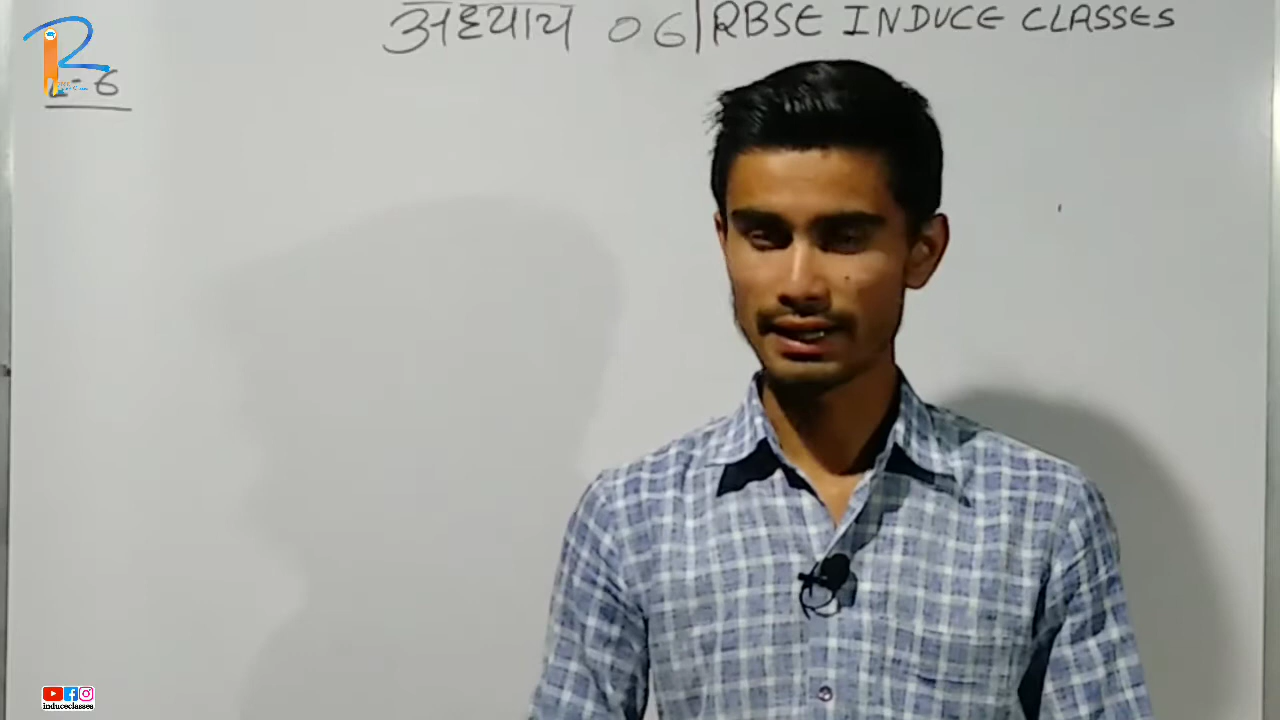 अध्याय 06 | RBSE INDUCE CLASSES
L-6
induceclasses